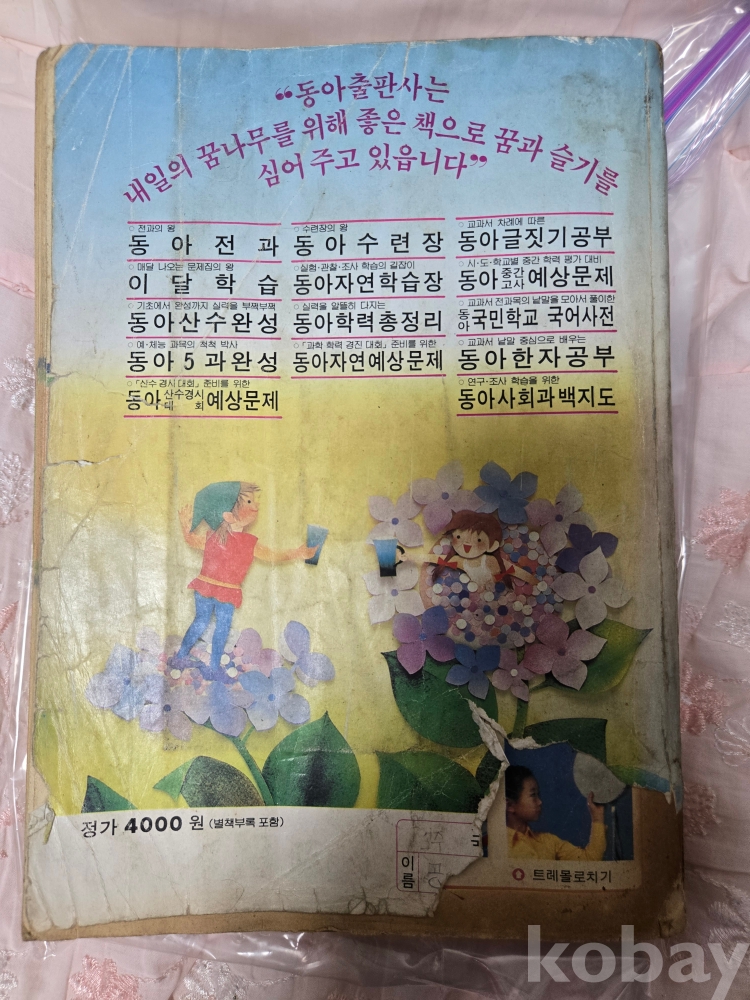 “동아출판사는
내일의 꿈나무를 위해 좋은 책으로 꿈과 슬기를
심어 주고 있읍니다”
전과의 왕
동아전과
매달 나오는 문제집의 왕
이달학습
기초에서 완성까지 실력을 부쩍부쩍
동아산수완성
예·체능 과목의 척척 박사
동아5과완성
「산수 경시 대회」 준비를 위한
동아 산수경시대회 예상문제
수련장의 왕
동아수련장
실험·관찰·조사 학습의 길잡이
동아자연학습장
실력을 알뜰히 다지는
동아학력총정리
「과학 학력 경진 대회」 준비를 위한
동아자연예상문제
교과서 차례에 따른
동아글짓기공부
시·도·학교별 중간 학력 평가 대비
동아 중간고사 예상문제
교과서 전과목의 낱말을 모아서 풀이한
동아 국민학교 국어사전
교과서 낱말 중심으로 배우는
동아한자공부
연구·조사 학습을 위한
동아사회과백지도
정가 4000 원 (별책부록 포함)
이름
트레몰로치기
kobay